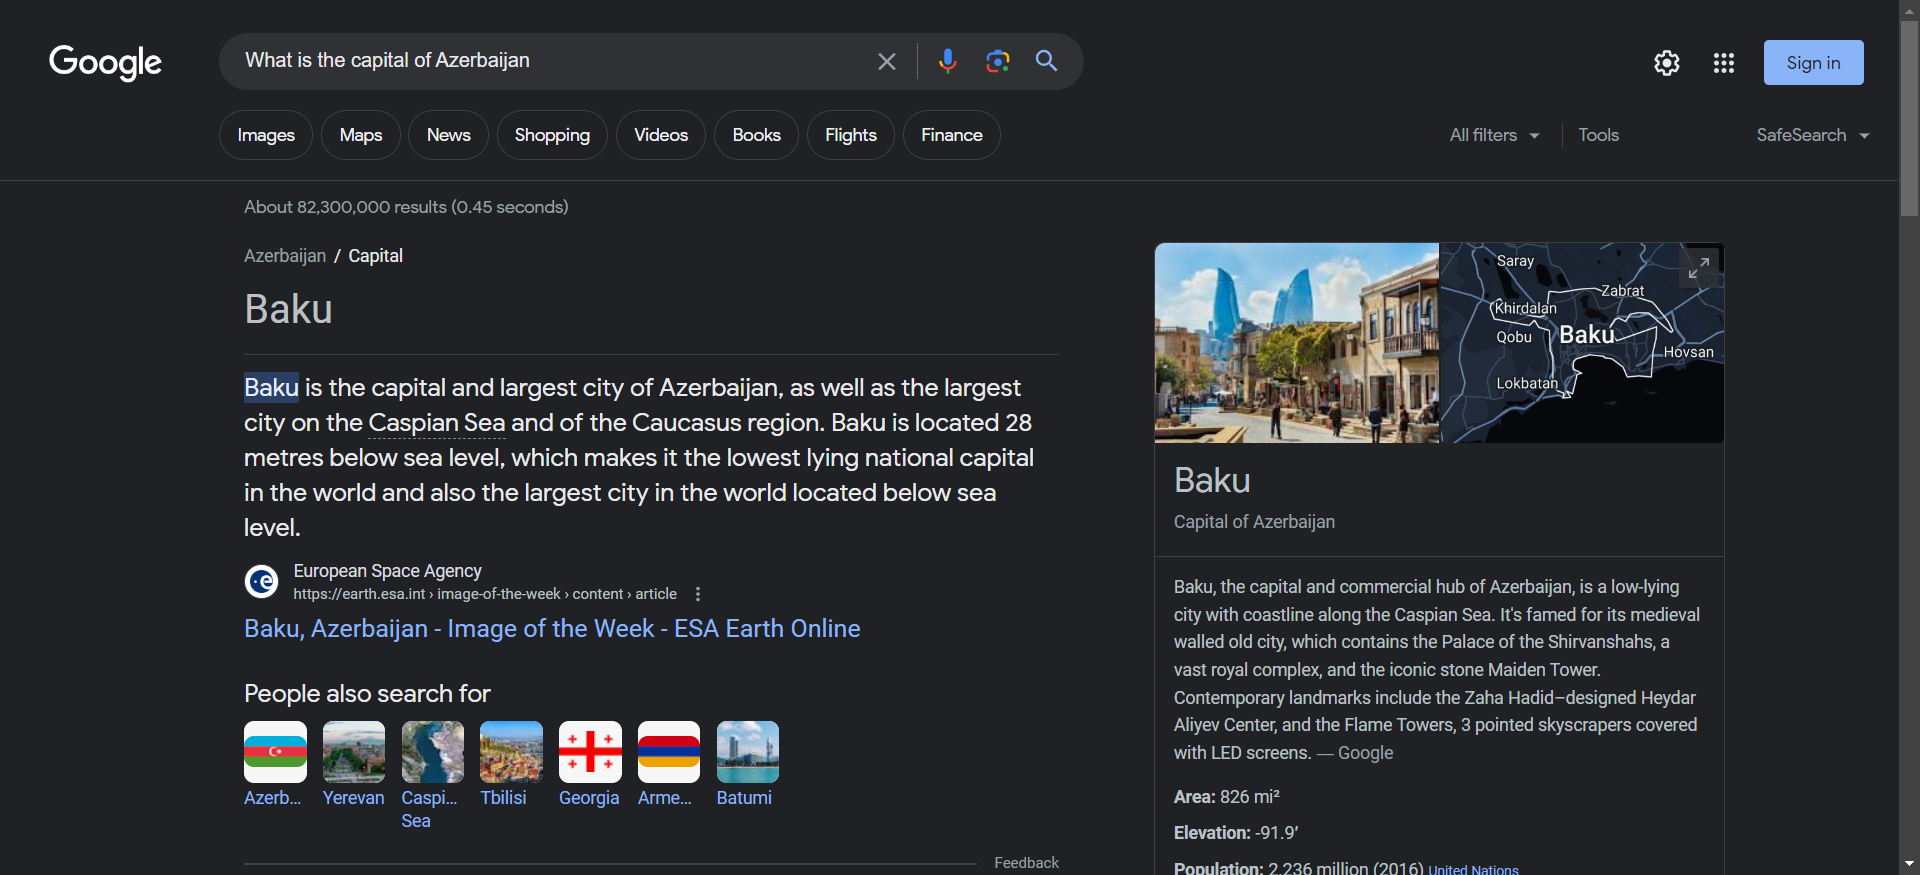 Google
What is the capital of Azerbaijan
Sign in
Images
Maps
News
Shopping
Videos
Books
Flights
Finance
All filters
Tools
SafeSearch
About 82,300,000 results (0.45 seconds)
Azerbaijan / Capital
Baku
Baku is the capital and largest city of Azerbaijan, as well as the largest
city on the Caspian Sea and of the Caucasus region. Baku is located 28
metres below sea level, which makes it the lowest lying national capital
in the world and also the largest city in the world located below sea
level.
European Space Agency
https://earth.esa.int › image-of-the-week › content › article
Baku, Azerbaijan - Image of the Week - ESA Earth Online
People also search for
Azerb...
Yerevan
Caspi...
Sea
Tbilisi
Georgia
Arme...
Batumi
Feedback
Saray
Zabrat
Khirdalan
Qobu
Baku
Hovsan
Lokbatan
Baku
Capital of Azerbaijan
Baku, the capital and commercial hub of Azerbaijan, is a low-lying
city with coastline along the Caspian Sea. It's famed for its medieval
walled old city, which contains the Palace of the Shirvanshahs, a
vast royal complex, and the iconic stone Maiden Tower.
Contemporary landmarks include the Zaha Hadid–designed Heydar
Aliyev Center, and the Flame Towers, 3 pointed skyscrapers covered
with LED screens. — Google
Area: 826 mi²
Elevation: -91.9′
Population: 2.236 million (2016) United Nations